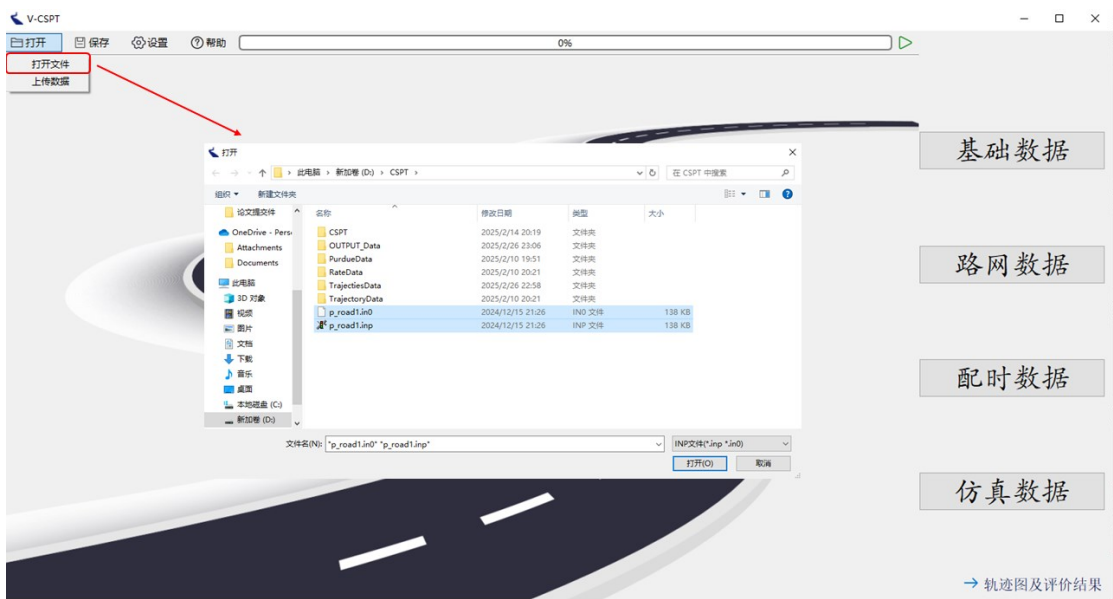 V-CSPT
打开 保存 设置 帮助 0%
打开文件
上传数据
基础数据
路网数据
配时数据
仿真数据
轨迹图及评价结果
打开
此电脑 › 新加卷 (D:) › CSPT ›
在 CSPT 中搜索
组织 新建文件夹
论文提交件
OneDrive - Pers
Attachments
Documents
此电脑
3D 对象
视频
图片
文档
下载
音乐
桌面
本地磁盘 (C:)
新加卷 (D:)
名称 修改日期 类型 大小
CSPT 2025/2/14 20:19 文件夹
OUTPUT_Data 2025/2/26 23:06 文件夹
PurdueData 2025/2/10 19:51 文件夹
RateData 2025/2/10 20:21 文件夹
TrajectiesData 2025/2/26 22:58 文件夹
TrajectoryData 2025/2/10 20:21 文件夹
p_road1.in0 2024/12/15 21:26 IN0 文件 138 KB
p_road1.inp 2024/12/15 21:26 INP 文件 138 KB
文件名(N): "p_road1.in0" "p_road1.inp"
INP文件(*.inp *.in0)
打开(O) 取消